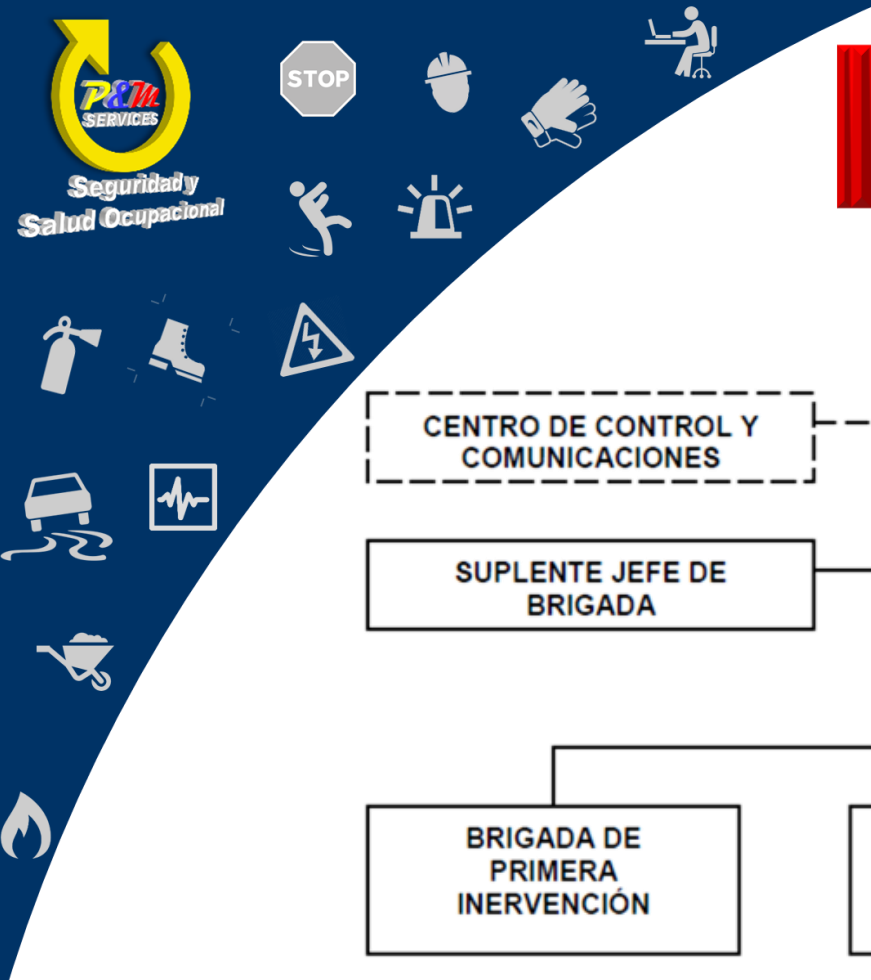 P&M
SERVICES
Seguridad y
Salud Ocupacional
STOP
CENTRO DE CONTROL Y
COMUNICACIONES
SUPLENTE JEFE DE
BRIGADA
BRIGADA DE
PRIMERA
INERVENCIÓN